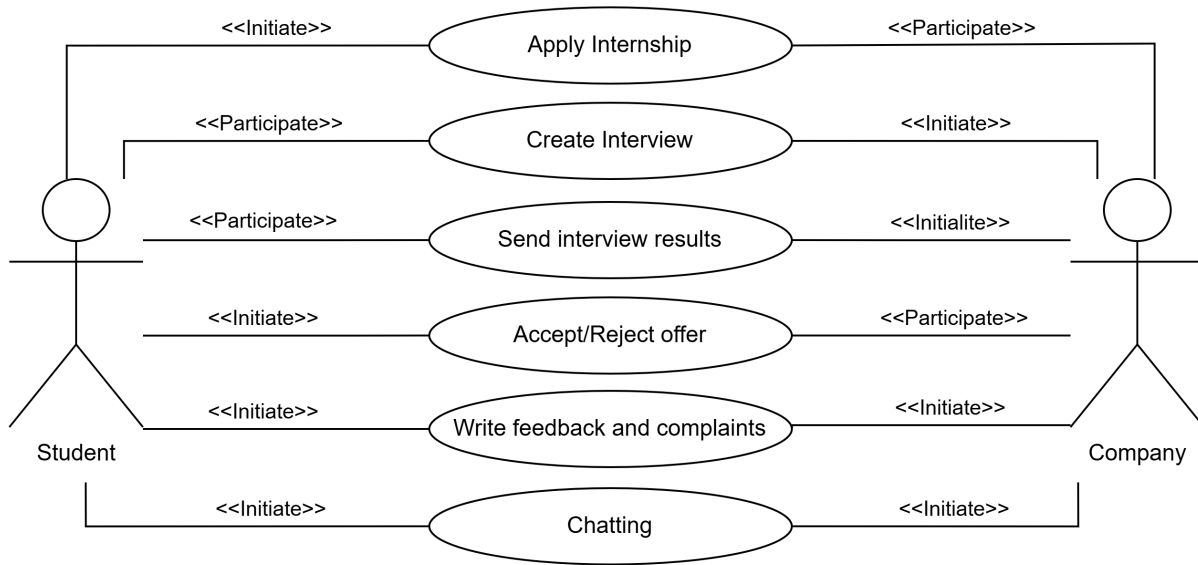 <<Initiate>>
Apply Internship
<<Participate>>
<<Participate>>
Create Interview
<<Initiate>>
<<Participate>>
Send interview results
<<Initialite>>
<<Initiate>>
Accept/Reject offer
<<Participate>>
<<Initiate>>
Write feedback and complaints
<<Initiate>>
Student
Company
<<Initiate>>
Chatting
<<Initiate>>